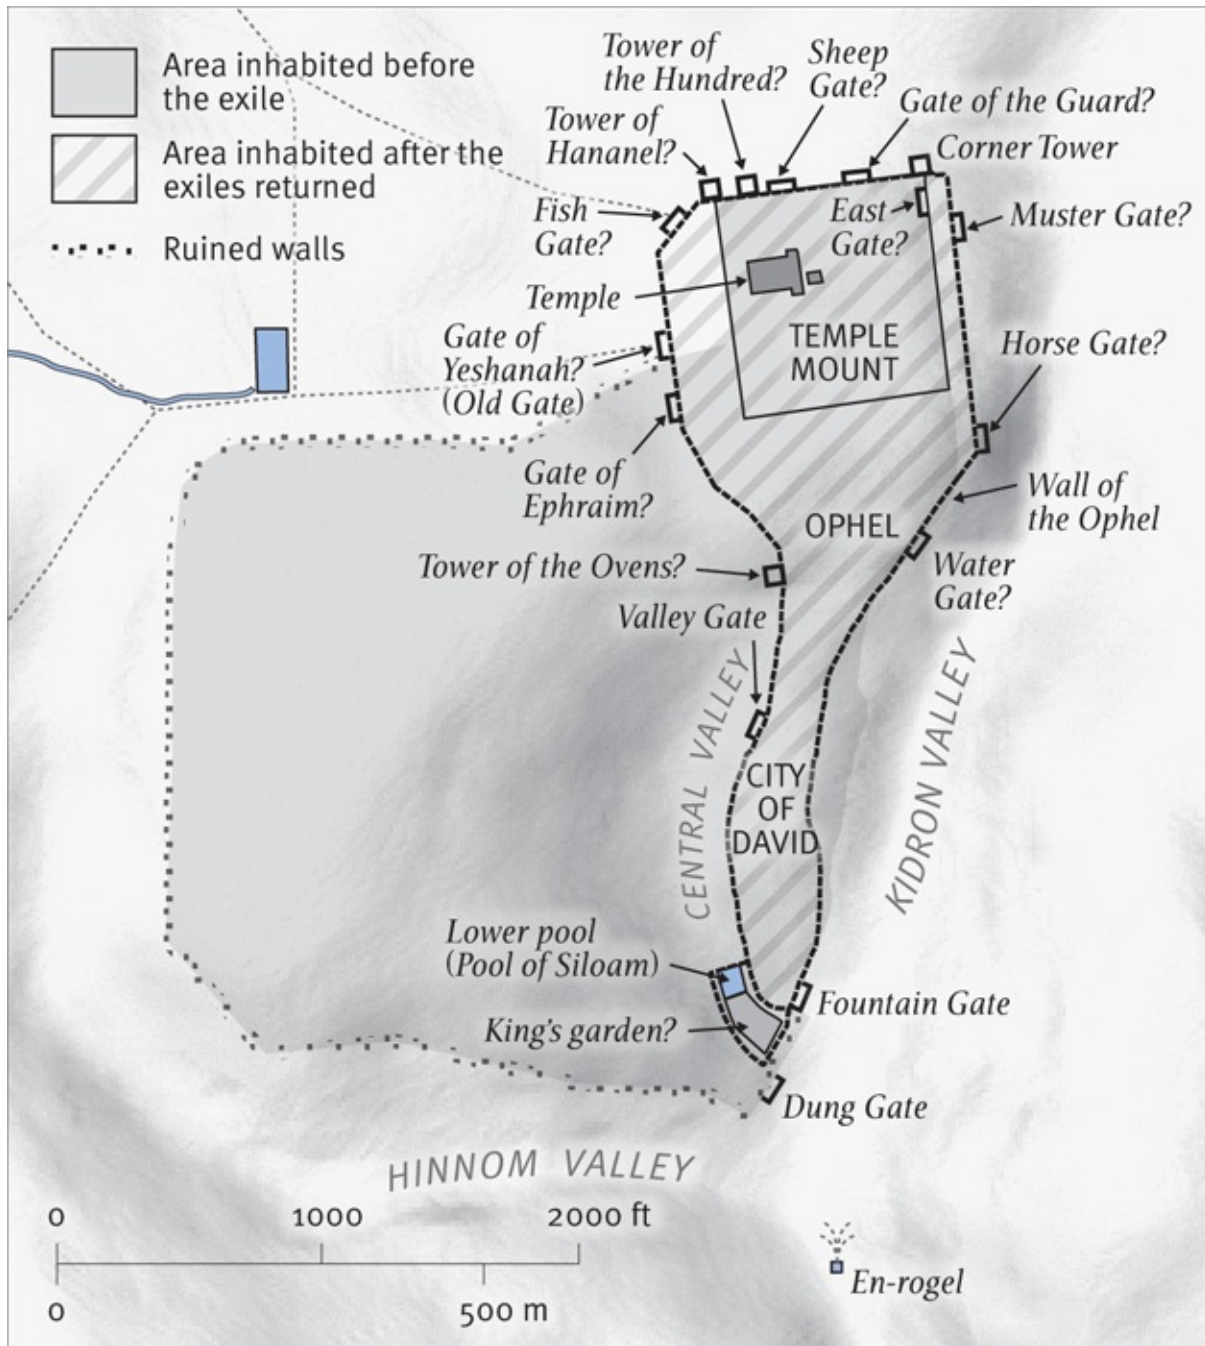 Area inhabited before
the exile
Area inhabited after the
exiles returned
Ruined walls
Tower of
the Hundred?
Sheep
Gate?
Gate of the Guard?
Tower of
Hananel?
Corner Tower
Fish
Gate?
East
Gate?
Muster Gate?
Temple
Gate of
Yeshanah?
(Old Gate)
TEMPLE
MOUNT
Horse Gate?
Gate of
Ephraim?
Wall of
the Ophel
OPHEL
Tower of the Ovens?
Water
Gate?
Valley Gate
CENTRAL VALLEY
KIDRON VALLEY
CITY
OF
DAVID
Lower pool
(Pool of Siloam)
Fountain Gate
King's garden?
Dung Gate
HINNOM VALLEY
0 1000 2000 ft
0 500 m
En-rogel